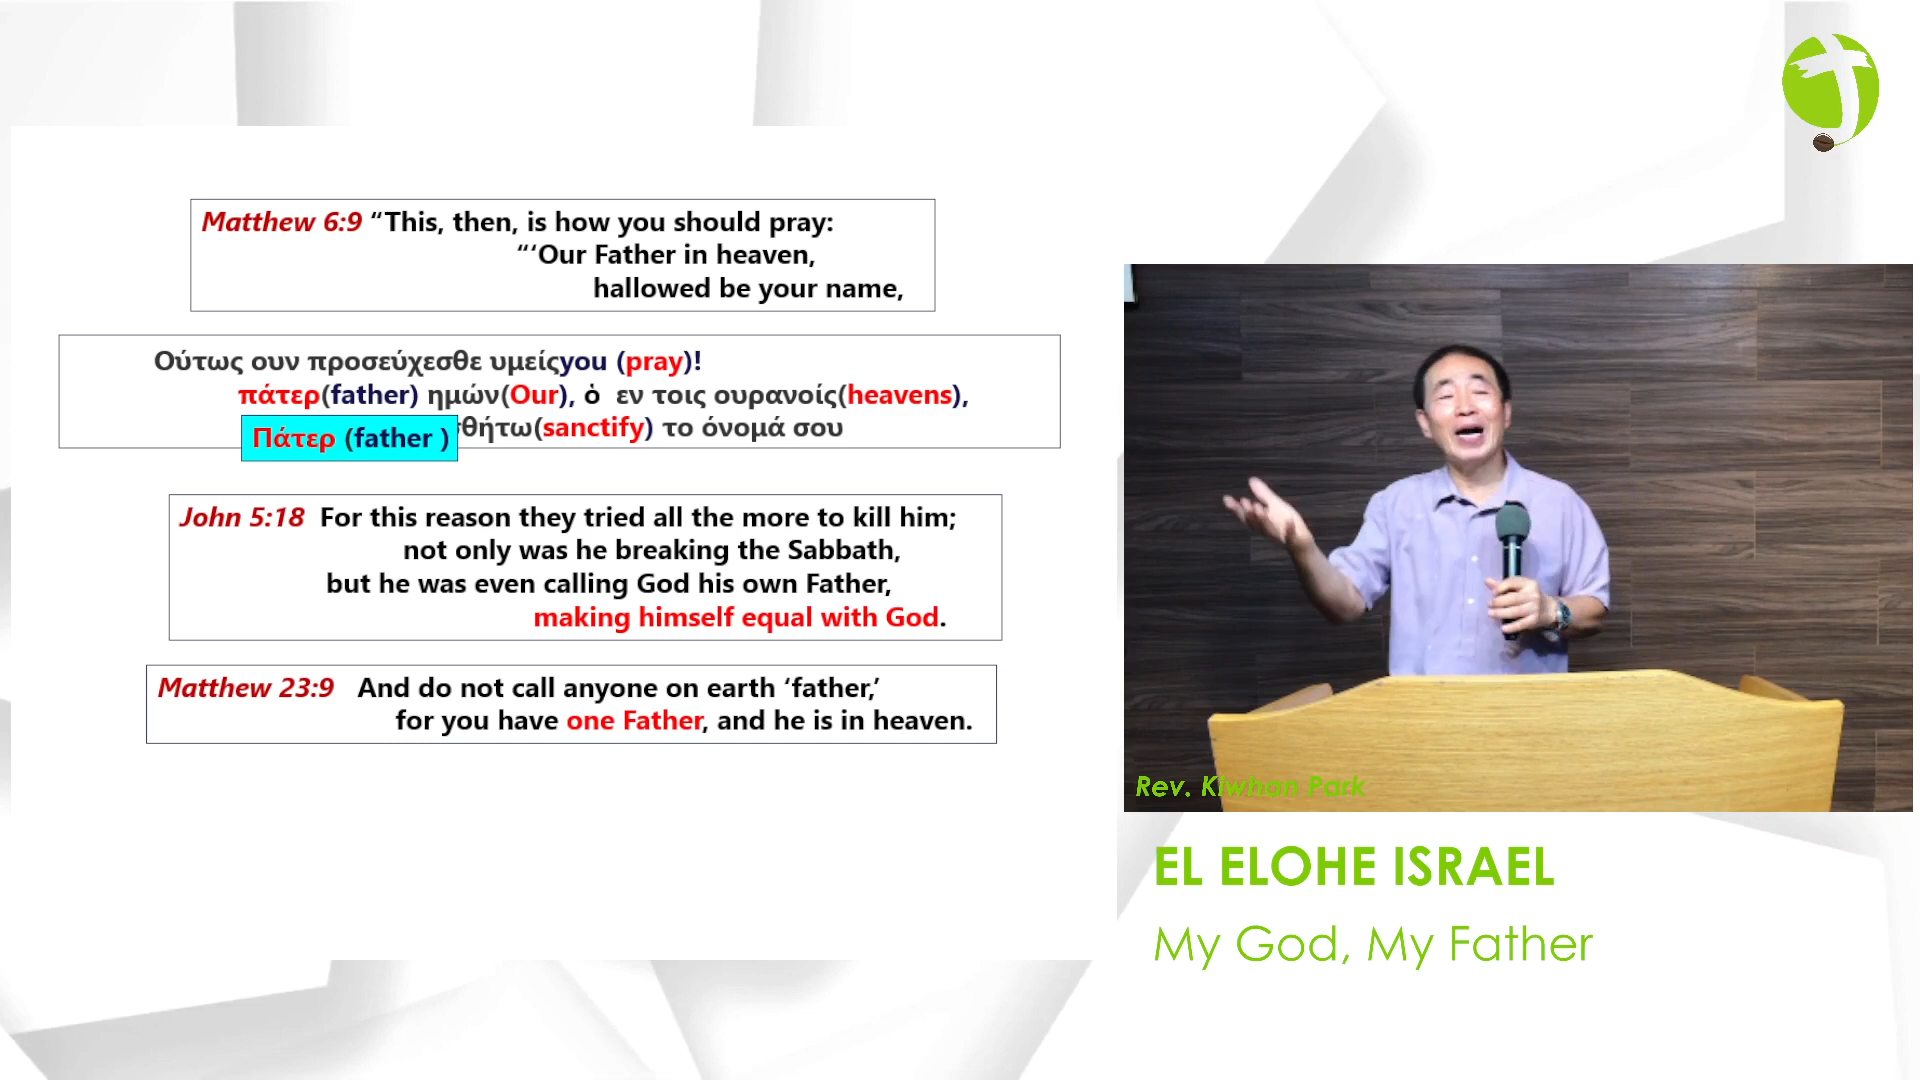 Matthew 6:9 “This, then, is how you should pray:
“‘Our Father in heaven,
hallowed be your name,
Ούτως ουν προσεύχεσθε υμείςyou (pray)!
πάτερ(father) ημών(Our), ὁ εν τοις ουρανοίς(heavens),
σθήτω(sanctify) το όνομά σου
Πάτερ (father )
John 5:18 For this reason they tried all the more to kill him;
not only was he breaking the Sabbath,
but he was even calling God his own Father,
making himself equal with God.
Matthew 23:9 And do not call anyone on earth ‘father,’
for you have one Father, and he is in heaven.
Rev. Kiwhan Park
EL ELOHE ISRAEL
My God, My Father